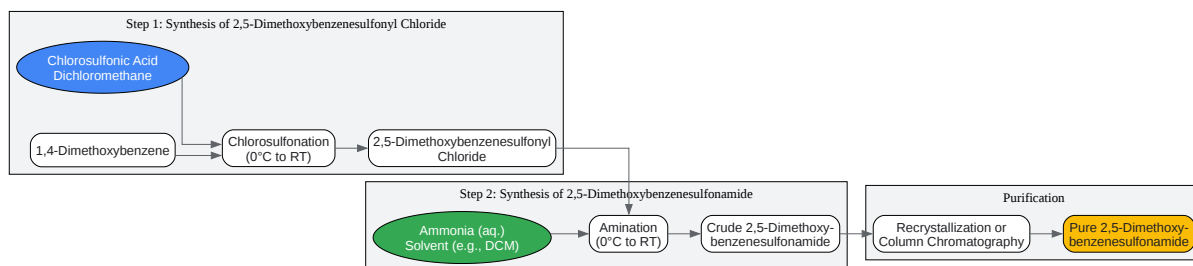 Step 1: Synthesis of 2,5-Dimethoxybenzenesulfonyl Chloride
Chlorosulfonic Acid
Dichloromethane
1,4-Dimethoxybenzene
Chlorosulfonation
(0°C to RT)
2,5-Dimethoxybenzenesulfonyl
Chloride
Step 2: Synthesis of 2,5-Dimethoxybenzenesulfonamide
Ammonia (aq.)
Solvent (e.g., DCM)
Amination
(0°C to RT)
Crude 2,5-Dimethoxy-
benzenesulfonamide
Purification
Recrystallization or
Column Chromatography
Pure 2,5-Dimethoxy-
benzenesulfonamide